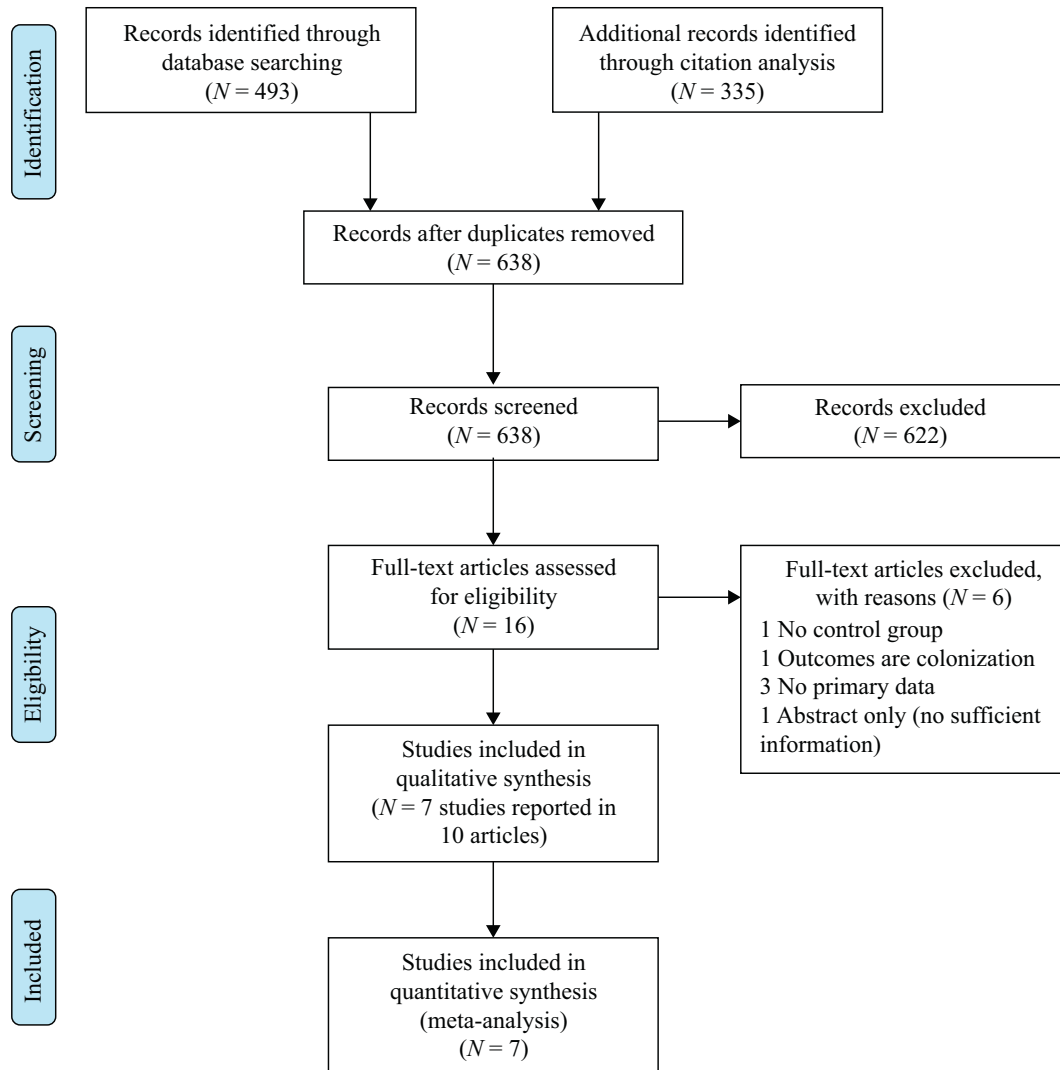 Identification
Records identified through
database searching
(N = 493)
Additional records identified
through citation analysis
(N = 335)
Records after duplicates removed
(N = 638)
Screening
Records screened
(N = 638)
Records excluded
(N = 622)
Eligibility
Full-text articles assessed
for eligibility
(N = 16)
Full-text articles excluded,
with reasons (N = 6)
1 No control group
1 Outcomes are colonization
3 No primary data
1 Abstract only (no sufficient
information)
Studies included in
qualitative synthesis
(N = 7 studies reported in
10 articles)
Included
Studies included in
quantitative synthesis
(meta-analysis)
(N = 7)